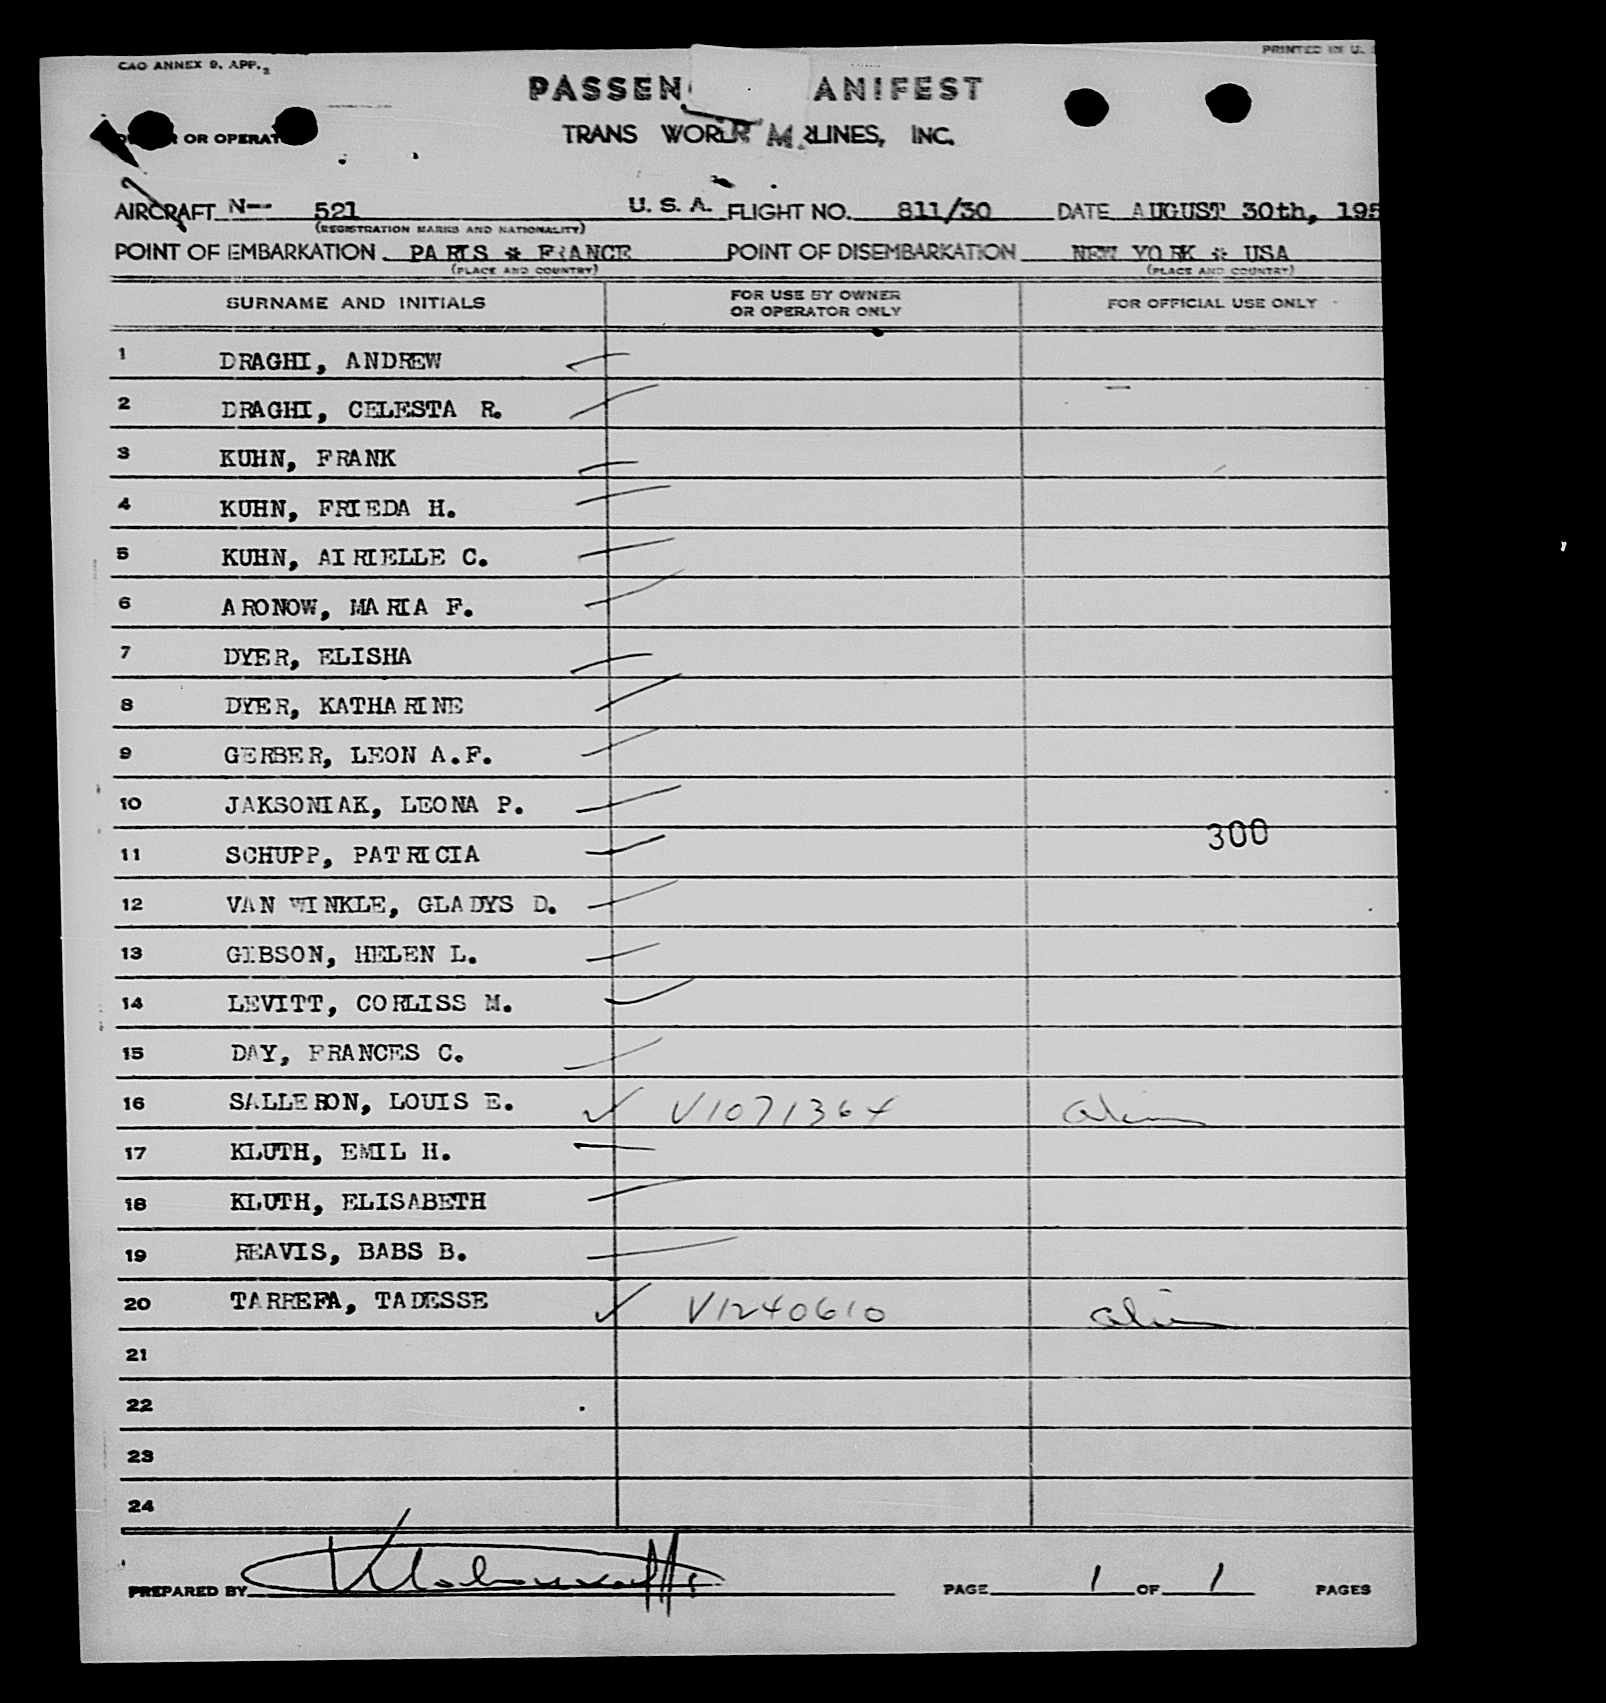 CAO ANNEX 9, APP. 2
PRINTED IN U.
PASSEN ANIFEST
OR OPERAT
TRANS WORL RLINES, INC.
AIRCRAFT N-- 521 U. S. A. FLIGHT NO. 811/30 DATE AUGUST 30th, 195
(REGISTRATION MARKS AND NATIONALITY)
POINT OF EMBARKATION PARIS * FRANCE POINT OF DISEMBARKATION NEW YORK * USA
(PLACE AND COUNTRY) (PLACE AND COUNTRY)
SURNAME AND INITIALS FOR USE BY OWNER OR OPERATOR ONLY FOR OFFICIAL USE ONLY
1 DRAGHI, ANDREW
2 DRAGHI, CELESTA R.
3 KUHN, FRANK
4 KUHN, FRIEDA H.
5 KUHN, AIRIELLE C.
6 ARONOW, MARIA F.
7 DYER, ELISHA
8 DYER, KATHARINE
9 GERBER, LEON A.F.
10 JAKSONIAK, LEONA P.
300
11 SCHUPP, PATRICIA
12 VAN WINKLE, GLADYS D.
13 GIBSON, HELEN L.
14 LEVITT, CORLISS M.
15 DAY, FRANCES C.
16 SALLERON, LOUIS E. ✓ V1071364
17 KLUTH, EMIL H.
18 KLUTH, ELISABETH
19 REAVIS, BABS B.
20 TARREFA, TADESSE ✓ V1240610
21
22
23
24
PREPARED BY PAGE 1 OF 1 PAGES